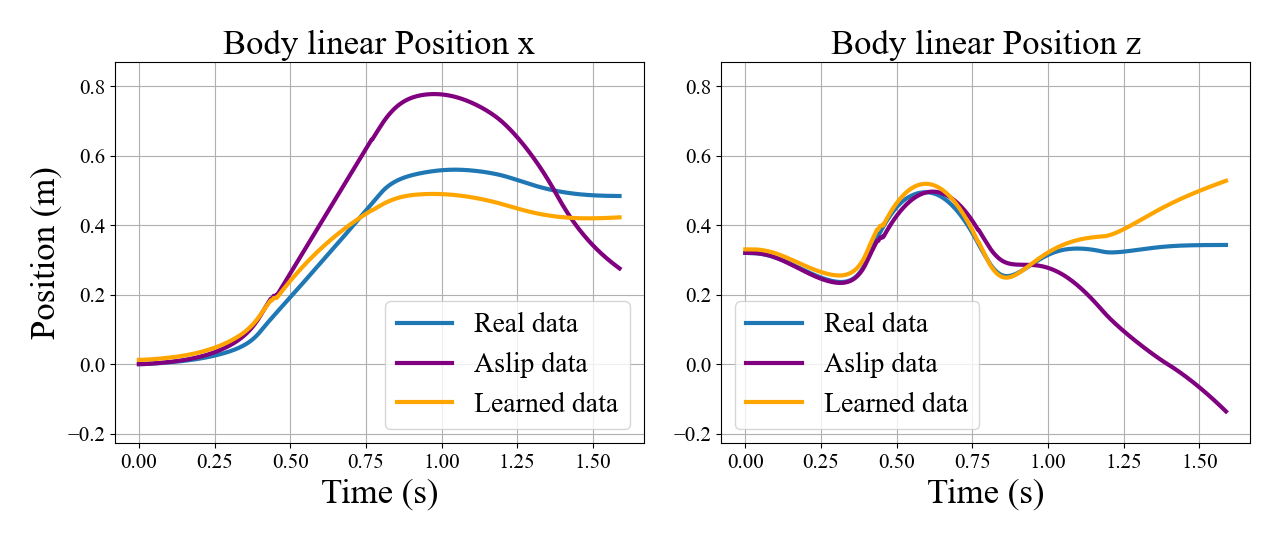 Body linear Position x
Position (m)
0.8
0.6
0.4
0.2
0.0
−0.2
0.00 0.25 0.50 0.75 1.00 1.25 1.50
Time (s)
Real data
Aslip data
Learned data
Body linear Position z
0.8
0.6
0.4
0.2
0.0
−0.2
0.00 0.25 0.50 0.75 1.00 1.25 1.50
Time (s)
Real data
Aslip data
Learned data